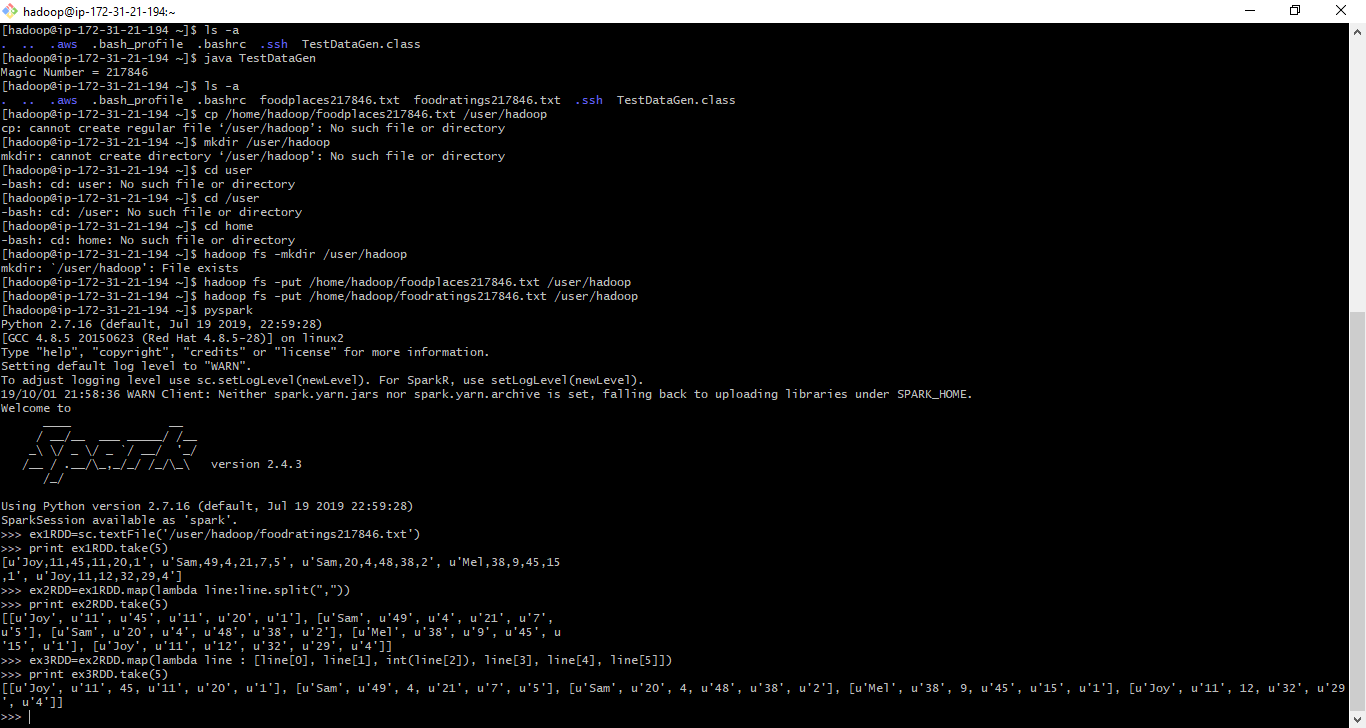 hadoop@ip-172-31-21-194:~
[hadoop@ip-172-31-21-194 ~]$ ls -a
.  ..  .aws  .bash_profile  .bashrc  .ssh  TestDataGen.class
[hadoop@ip-172-31-21-194 ~]$ java TestDataGen
Magic Number = 217846
[hadoop@ip-172-31-21-194 ~]$ ls -a
.  ..  .aws  .bash_profile  .bashrc  foodplaces217846.txt  foodratings217846.txt  .ssh  TestDataGen.class
[hadoop@ip-172-31-21-194 ~]$ cp /home/hadoop/foodplaces217846.txt /user/hadoop
cp: cannot create regular file ‘/user/hadoop’: No such file or directory
[hadoop@ip-172-31-21-194 ~]$ mkdir /user/hadoop
mkdir: cannot create directory ‘/user/hadoop’: No such file or directory
[hadoop@ip-172-31-21-194 ~]$ cd user
-bash: cd: user: No such file or directory
[hadoop@ip-172-31-21-194 ~]$ cd /user
-bash: cd: /user: No such file or directory
[hadoop@ip-172-31-21-194 ~]$ cd home
-bash: cd: home: No such file or directory
[hadoop@ip-172-31-21-194 ~]$ hadoop fs -mkdir /user/hadoop
mkdir: `/user/hadoop': File exists
[hadoop@ip-172-31-21-194 ~]$ hadoop fs -put /home/hadoop/foodplaces217846.txt /user/hadoop
[hadoop@ip-172-31-21-194 ~]$ hadoop fs -put /home/hadoop/foodratings217846.txt /user/hadoop
[hadoop@ip-172-31-21-194 ~]$ pyspark
Python 2.7.16 (default, Jul 19 2019, 22:59:28)
[GCC 4.8.5 20150623 (Red Hat 4.8.5-28)] on linux2
Type "help", "copyright", "credits" or "license" for more information.
Setting default log level to "WARN".
To adjust logging level use sc.setLogLevel(newLevel). For SparkR, use setLogLevel(newLevel).
19/10/01 21:58:36 WARN Client: Neither spark.yarn.jars nor spark.yarn.archive is set, falling back to uploading libraries under SPARK_HOME.
Welcome to
      ____              __
     / __/__  ___ _____/ /__
    _\ \/ _ \/ _ `/ __/  '_/
   /__ / .__/\_,_/_/ /_/\_\   version 2.4.3
      /_/
Using Python version 2.7.16 (default, Jul 19 2019 22:59:28)
SparkSession available as 'spark'.
>>> ex1RDD=sc.textFile('/user/hadoop/foodratings217846.txt')
>>> print ex1RDD.take(5)
[u'Joy,11,45,11,20,1', u'Sam,49,4,21,7,5', u'Sam,20,4,48,38,2', u'Mel,38,9,45,15
,1', u'Joy,11,12,32,29,4']
>>> ex2RDD=ex1RDD.map(lambda line:line.split(","))
>>> print ex2RDD.take(5)
[[u'Joy', u'11', u'45', u'11', u'20', u'1'], [u'Sam', u'49', u'4', u'21', u'7',
u'5'], [u'Sam', u'20', u'4', u'48', u'38', u'2'], [u'Mel', u'38', u'9', u'45', u
'15', u'1'], [u'Joy', u'11', u'12', u'32', u'29', u'4']]
>>> ex3RDD=ex2RDD.map(lambda line : [line[0], line[1], int(line[2]), line[3], line[4], line[5]])
>>> print ex3RDD.take(5)
[[u'Joy', u'11', 45, u'11', u'20', u'1'], [u'Sam', u'49', 4, u'21', u'7', u'5'], [u'Sam', u'20', 4, u'48', u'38', u'2'], [u'Mel', u'38', 9, u'45', u'15', u'1'], [u'Joy', u'11', 12, u'32', u'29
', u'4']]
>>>